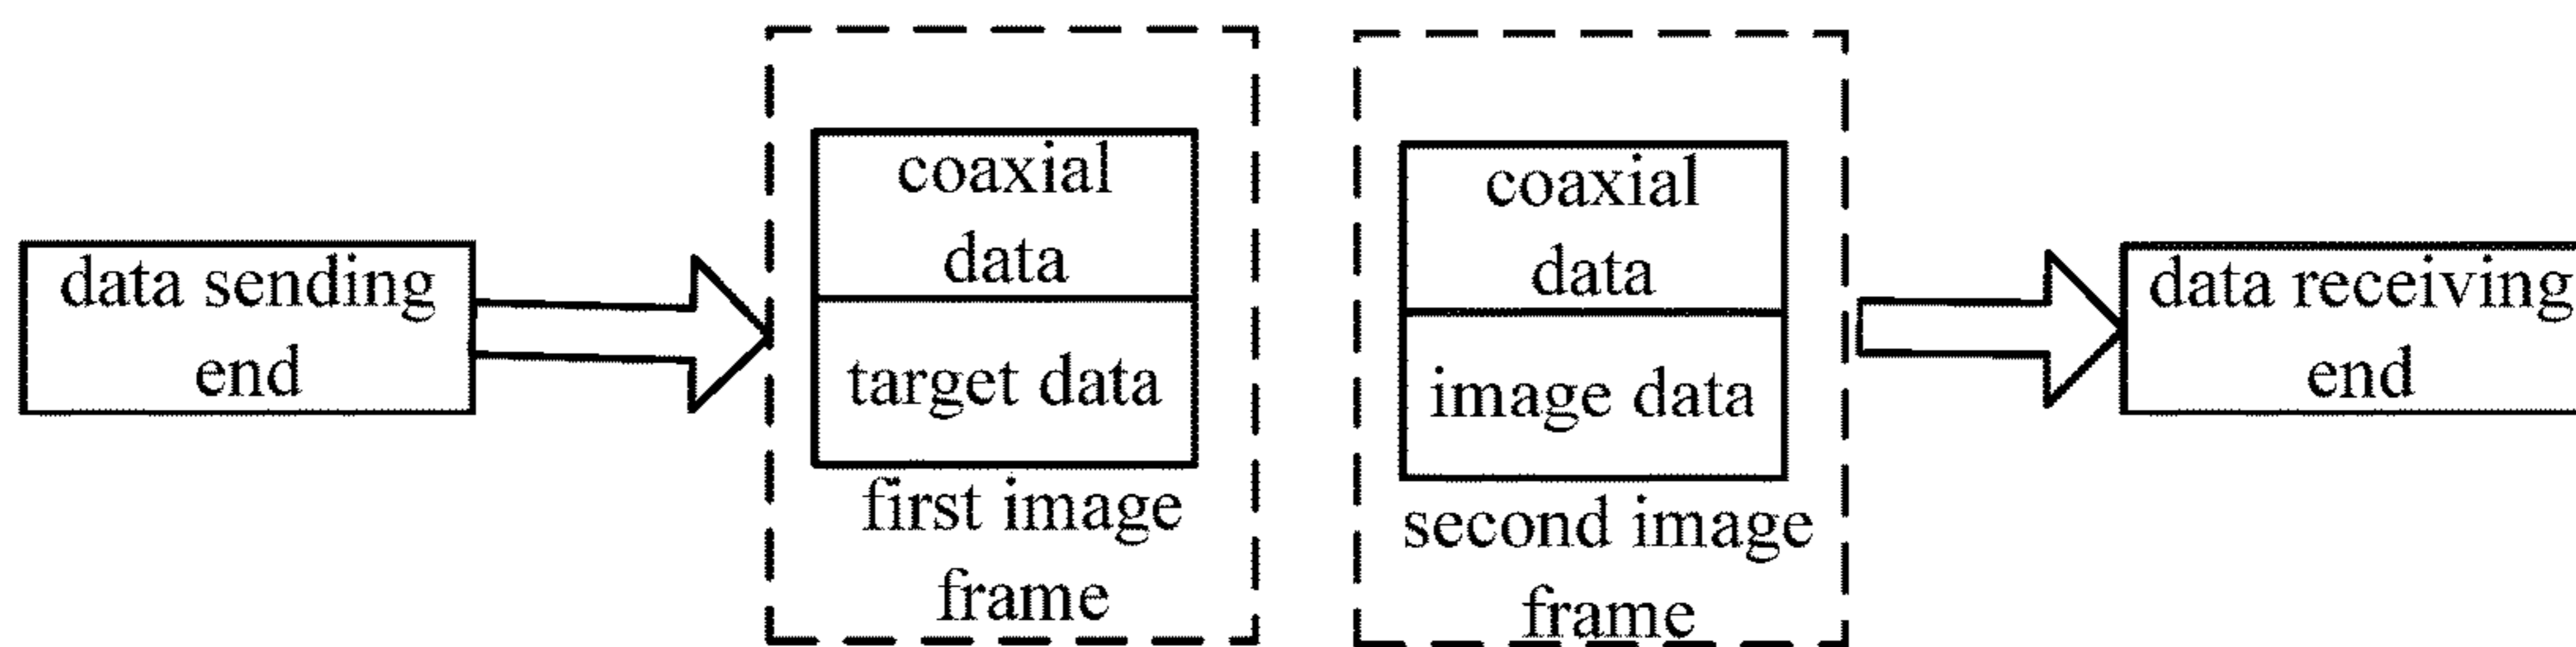 data sending
end
coaxial
data
target data
first image
frame
coaxial
data
image data
second image
frame
data receiving
end